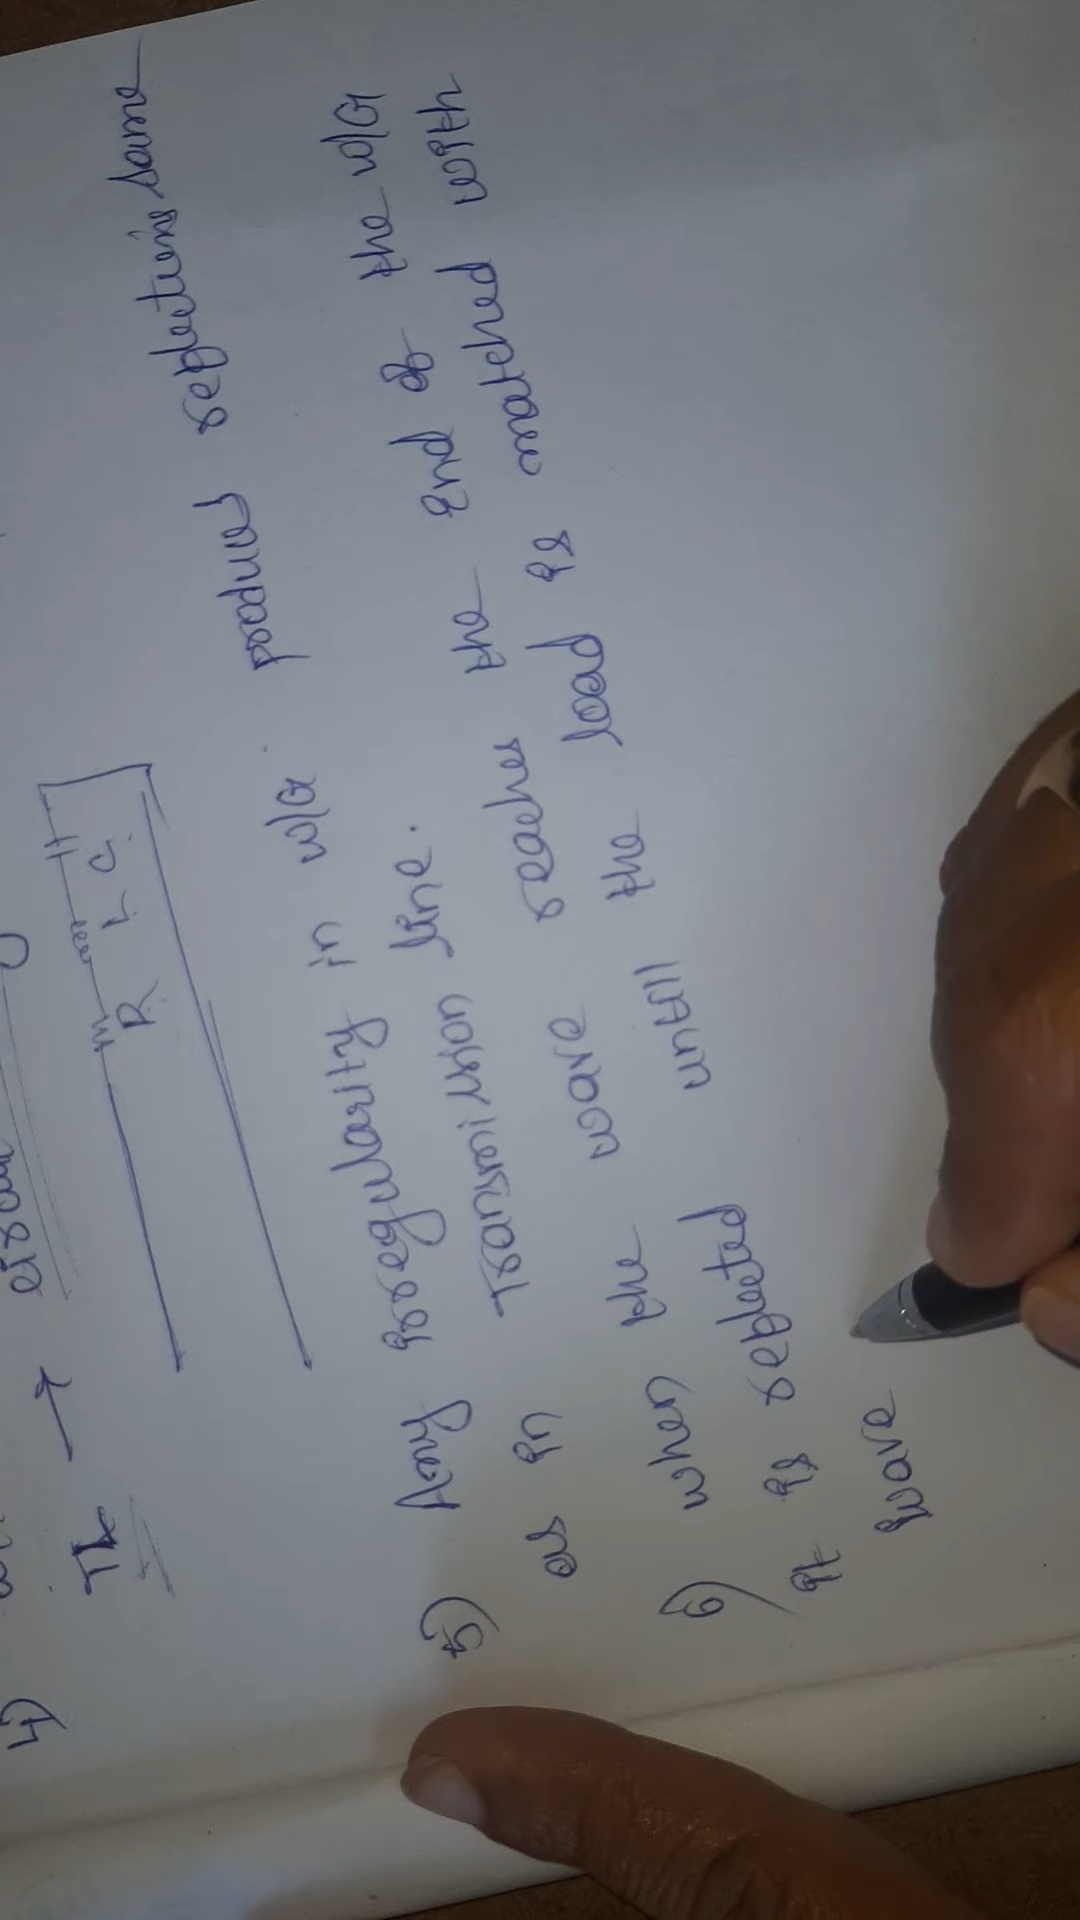 4)
TL →
R L C
5) Any irregularity in W/G produces reflections same
as in Transmission line.
6) When the wave reaches the end of the W/G
it is reflected untill the load is matched with
wave